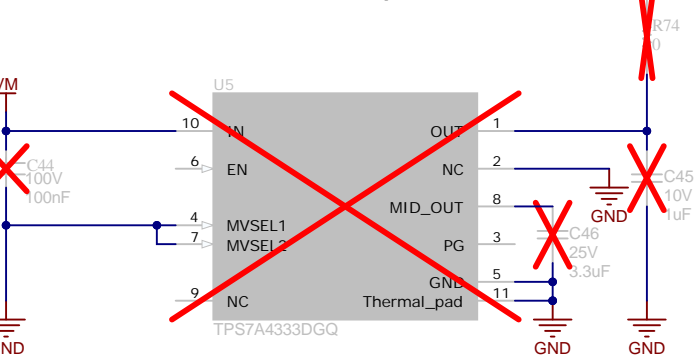 R74
0
VM
U5
10
IN
OUT
1
6
EN
NC
2
C44
100V
100nF
C45
10V
1uF
MID_OUT
8
GND
4
MVSEL1
7
MVSEL2
PG
3
C46
25V
3.3uF
GND
5
9
NC
Thermal_pad
11
TPS7A4333DGQ
GND
GND
GND